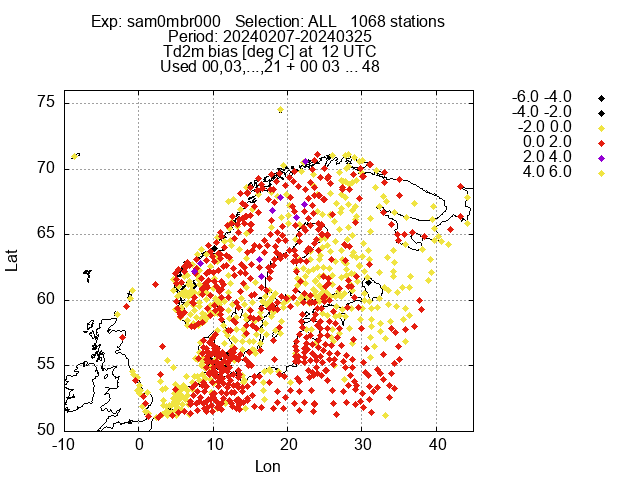 Exp: sam0mbr000 Selection: ALL 1068 stations
Period: 20240207-20240325
Td2m bias [deg C] at 12 UTC
Used 00,03,...,21 + 00 03 ... 48
-6.0 -4.0
-4.0 -2.0
-2.0 0.0
0.0 2.0
2.0 4.0
4.0 6.0
75
70
65
60
55
50
Lat
-10 0 10 20 30 40
Lon